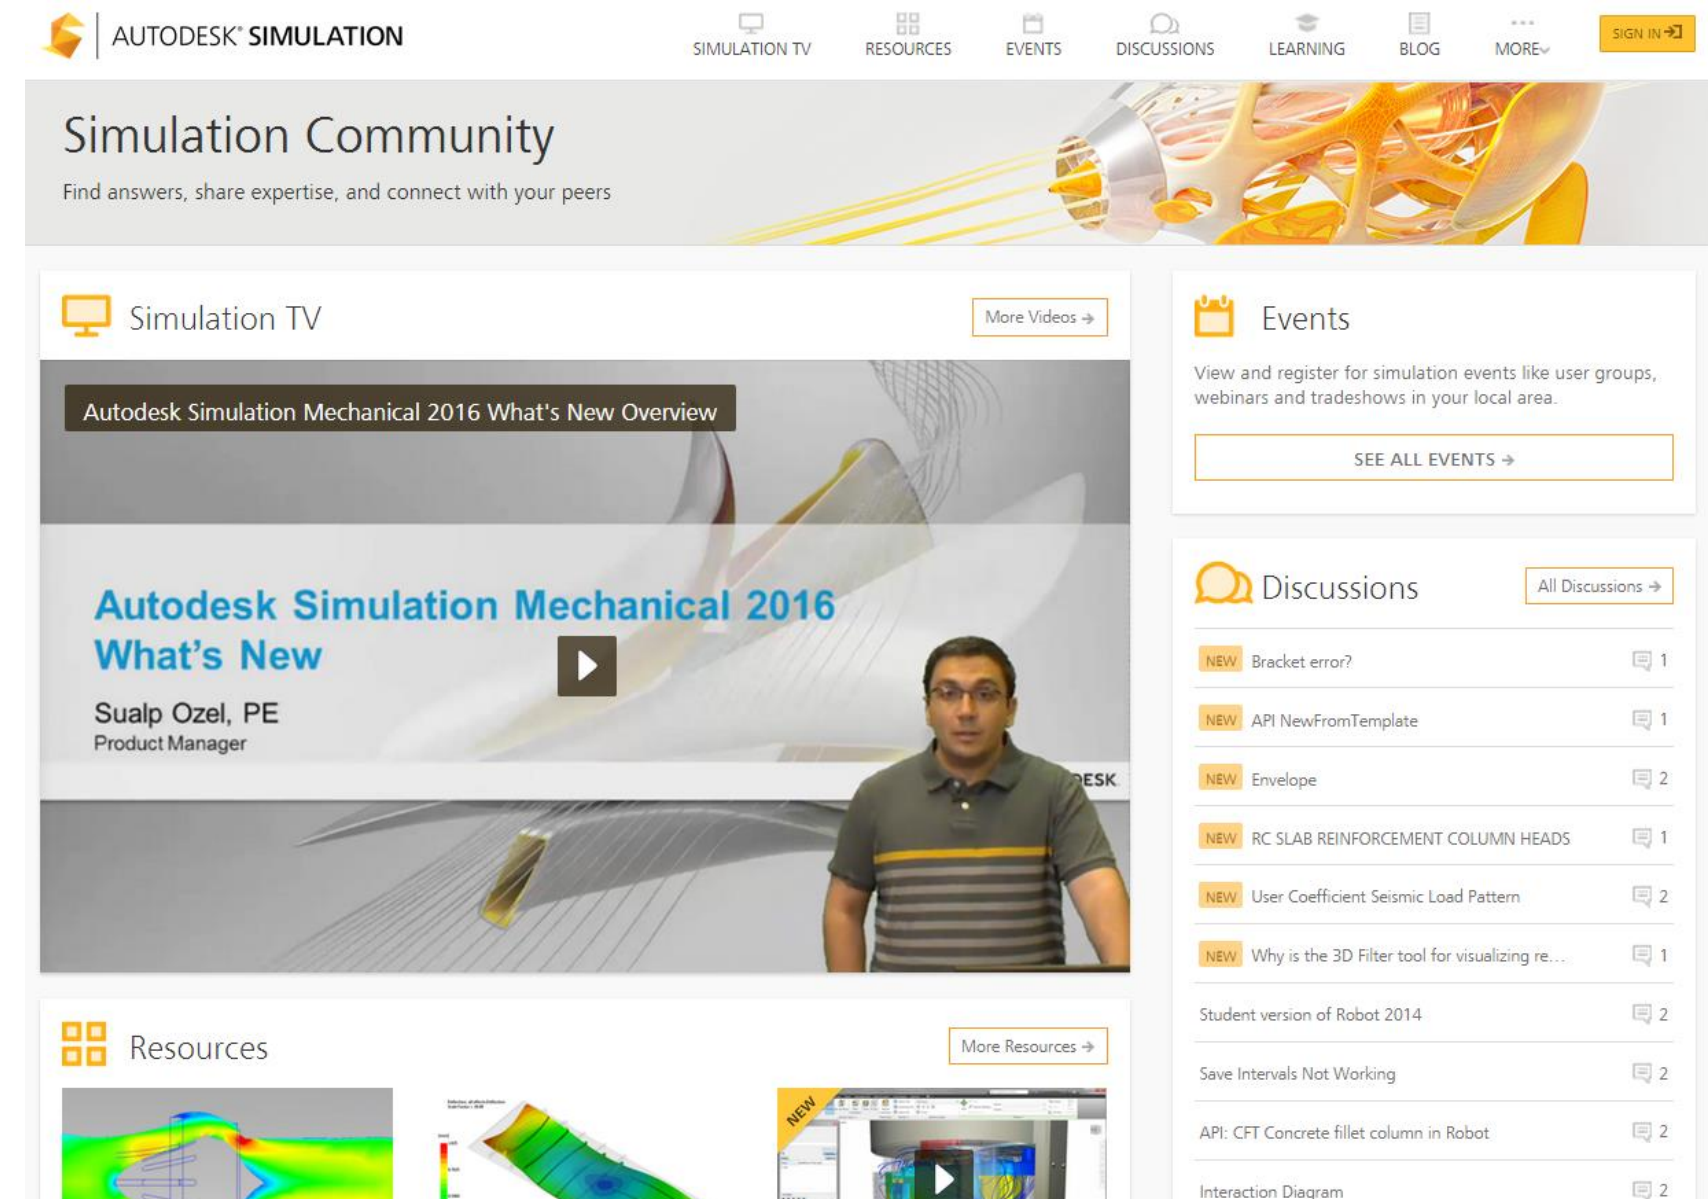 AUTODESK® SIMULATION
SIMULATION TV
RESOURCES
EVENTS
DISCUSSIONS
LEARNING
BLOG
MORE
SIGN IN
Simulation Community
Find answers, share expertise, and connect with your peers
Simulation TV
More Videos →
Autodesk Simulation Mechanical 2016 What's New Overview
Autodesk Simulation Mechanical 2016
What's New
Sualp Ozel, PE
Product Manager
DESK
Resources
More Resources →
NEW
Events
View and register for simulation events like user groups,
webinars and tradeshows in your local area.
SEE ALL EVENTS →
Discussions
All Discussions →
NEW Bracket error? 1
NEW API NewFromTemplate 1
NEW Envelope 2
NEW RC SLAB REINFORCEMENT COLUMN HEADS 1
NEW User Coefficient Seismic Load Pattern 2
NEW Why is the 3D Filter tool for visualizing re... 1
Student version of Robot 2014 2
Save Intervals Not Working 2
API: CFT Concrete fillet column in Robot 2
Interaction Diagram 2